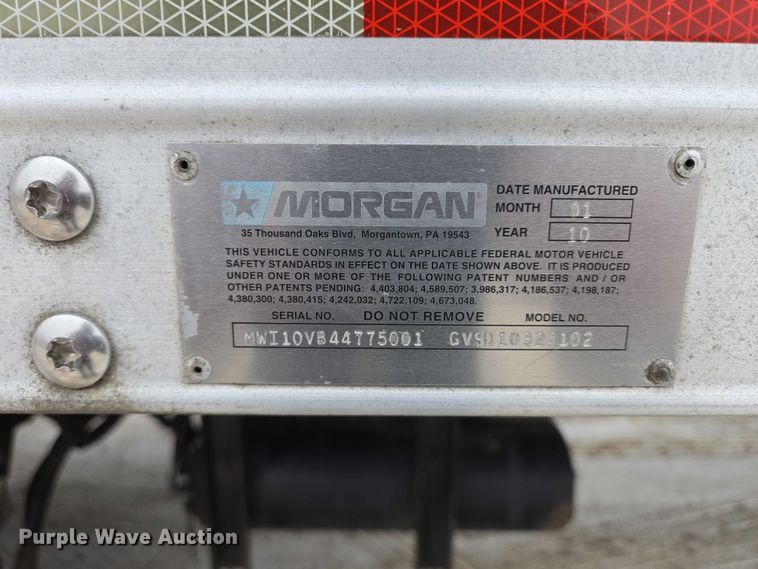 MORGAN
35 Thousand Oaks Blvd, Morgantown, PA 19543
DATE MANUFACTURED
MONTH 01
YEAR 10
THIS VEHICLE CONFORMS TO ALL APPLICABLE FEDERAL MOTOR VEHICLE
SAFETY STANDARDS IN EFFECT ON THE DATE SHOWN ABOVE. IT IS PRODUCED
UNDER ONE OR MORE OF THE FOLLOWING PATENT NUMBERS AND / OR
OTHER PATENTS PENDING: 4,403,804; 4,589,507; 3,986,317; 4,186,537; 4,198,187;
4,380,300; 4,380,415; 4,242,032; 4,722,109; 4,673,048.
SERIAL NO. DO NOT REMOVE MODEL NO.
MWI10VB44775001
Purple Wave Auction